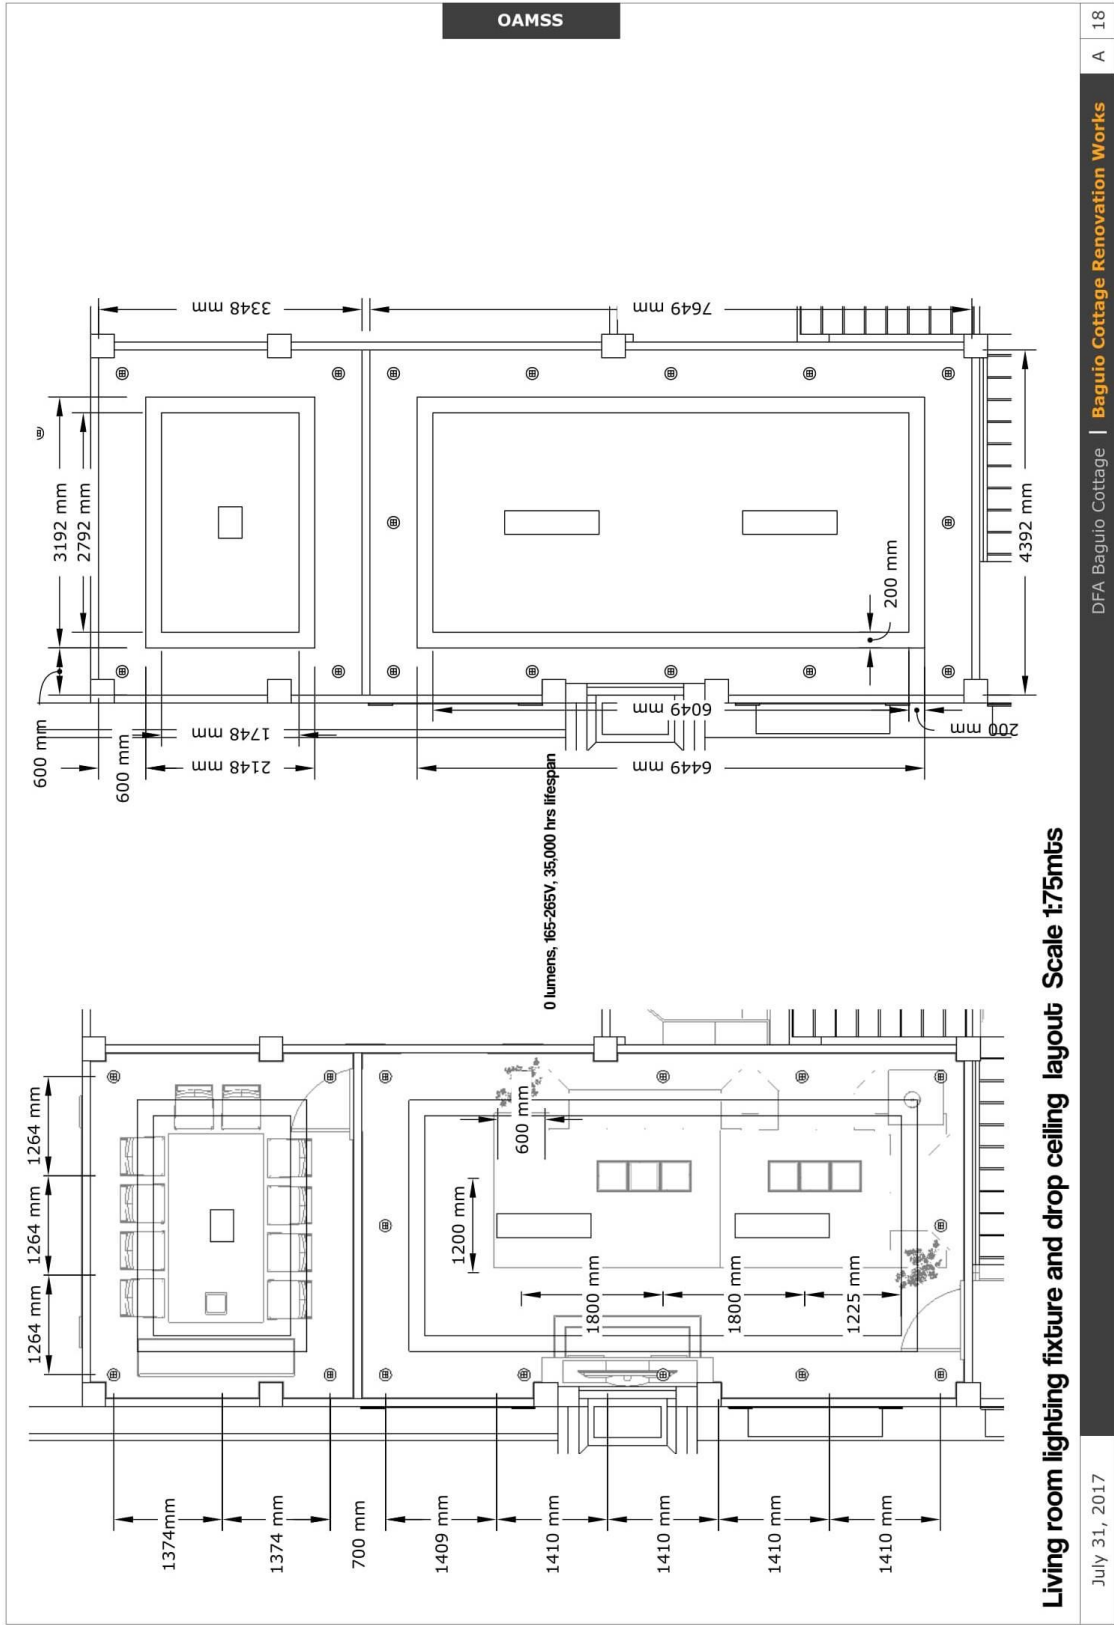 OAMSS
18
A
DFA Baguio Cottage | Baguio Cottage Renovation Works
July 31, 2017
3348 mm
7649 mm
3192 mm
2792 mm
4392 mm
200 mm
600 mm
600 mm
1748 mm
2148 mm
6049 mm
6449 mm
200 mm
0 lumens, 165-265V, 35,000 hrs lifespan
1264 mm
1264 mm
1264 mm
600 mm
1200 mm
1800 mm
1800 mm
1225 mm
1374mm
1374 mm
700 mm
1409 mm
1410 mm
1410 mm
1410 mm
1410 mm
Living room lighting fixture and drop ceiling layout Scale 1:75mts